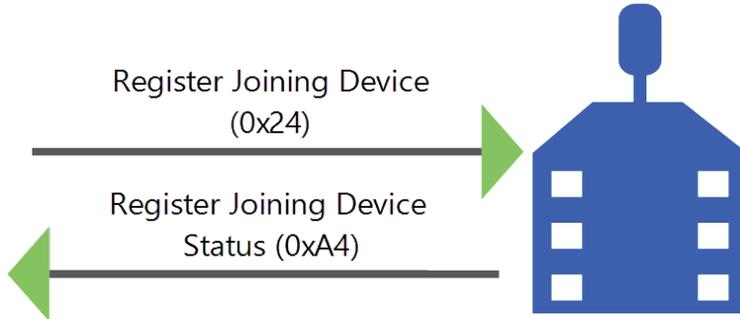 Register Joining Device
(0x24)
Register Joining Device
Status (0xA4)